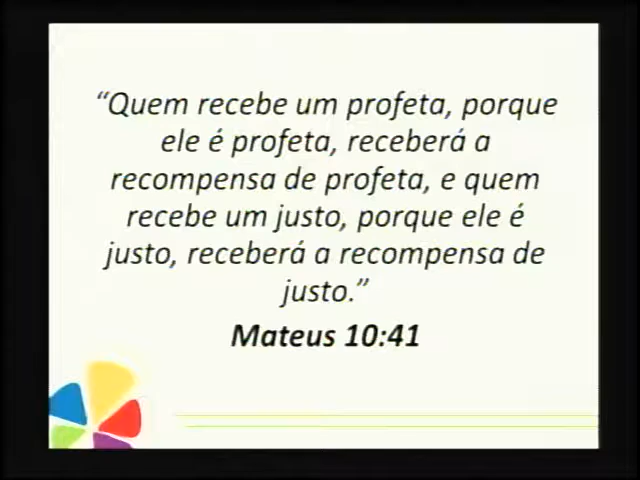 “Quem recebe um profeta, porque
ele é profeta, receberá a
recompensa de profeta, e quem
recebe um justo, porque ele é
justo, receberá a recompensa de
justo.”
Mateus 10:41